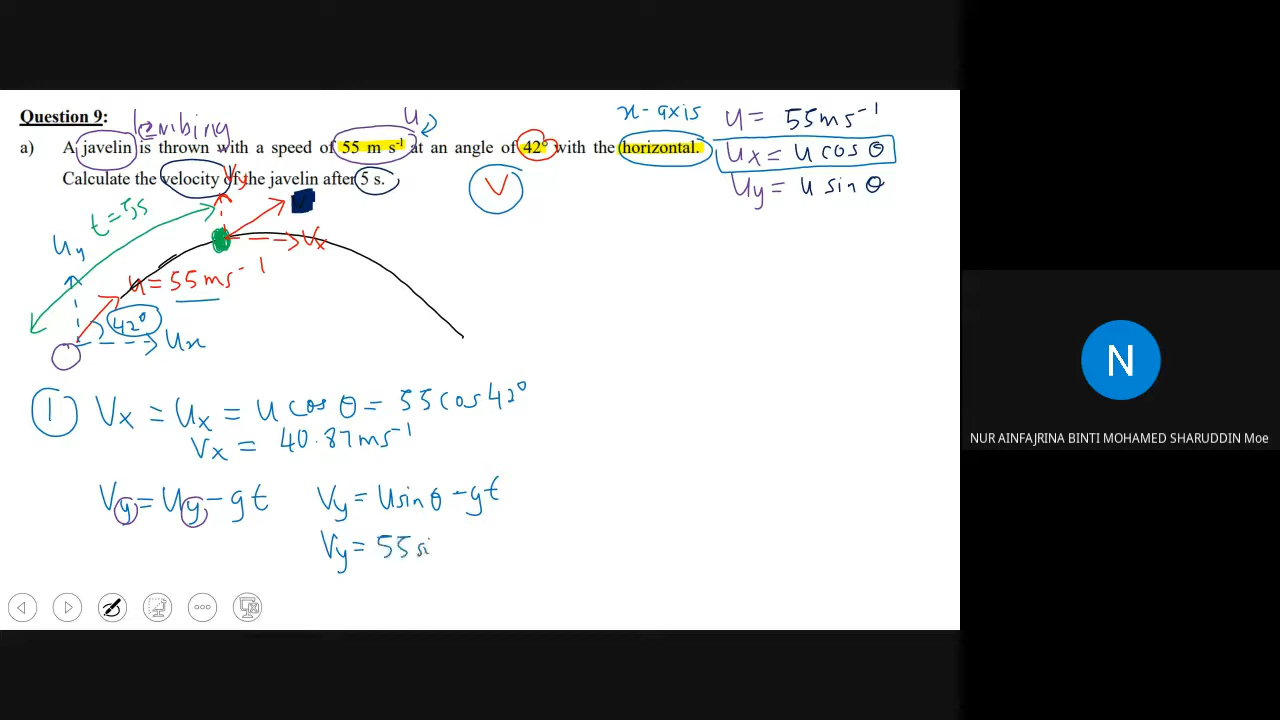 Question 9:
lembing
u
x-axis
u = 55ms⁻¹
a) A javelin is thrown with a speed of 55 m s⁻¹ at an angle of 42° with the horizontal.
Ux = u cos θ
Calculate the velocity of the javelin after 5 s.
Vy
V
Uy = u sin θ
t = 5s
Uy
Vx
u = 55ms⁻¹
42°
Ux
① Vx = Ux = u cos θ = 55 cos 42°
Vx = 40.87ms⁻¹
Vy = Uy - gt Vy = Usin θ - gt
Vy = 55 si
N
NUR AINFAJRINA BINTI MOHAMED SHARUDDIN Moe